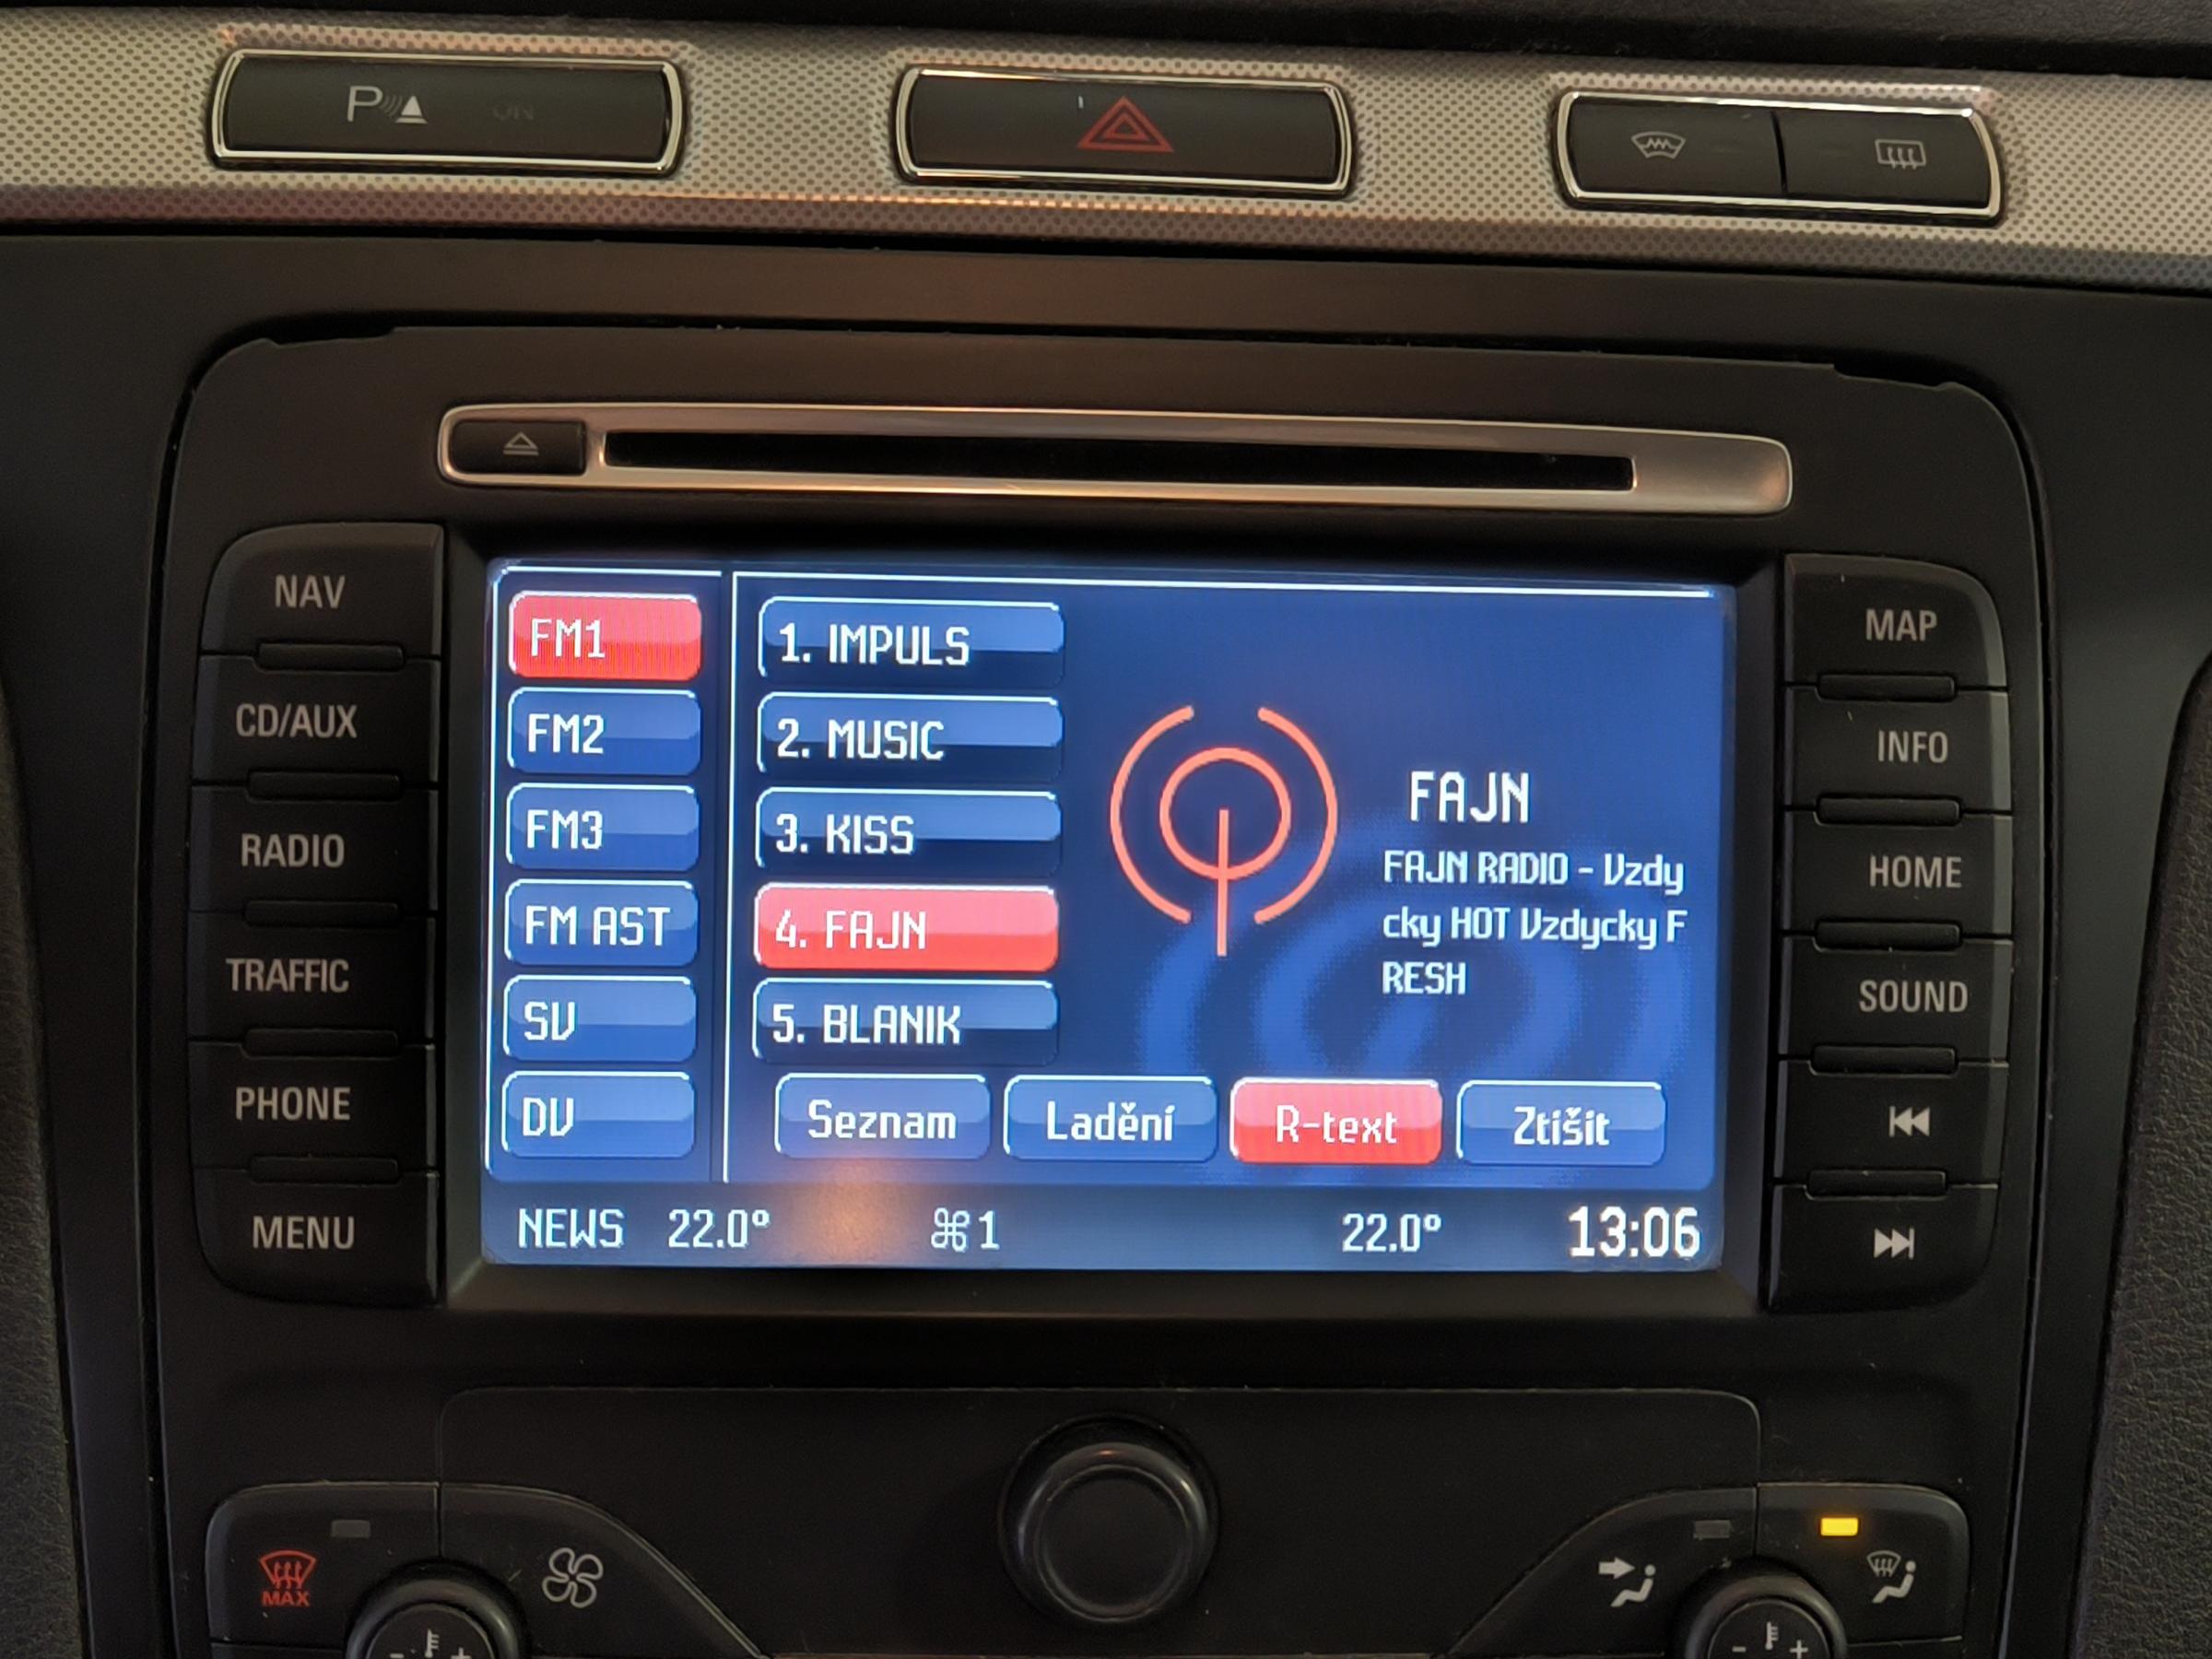 P
NAV
CD/AUX
RADIO
TRAFFIC
PHONE
MENU
FM1
FM2
FM3
FM AST
SV
DV
1. IMPULS
2. MUSIC
3. KISS
4. FAJN
5. BLANIK
FAJN
FAJN RADIO - Vzdy
cky HOT Vzdycky F
RESH
Seznam Ladění R-text Ztišit
NEWS 22.0° ⌘1 22.0° 13:06
MAP
INFO
HOME
SOUND
MAX
- +
- +